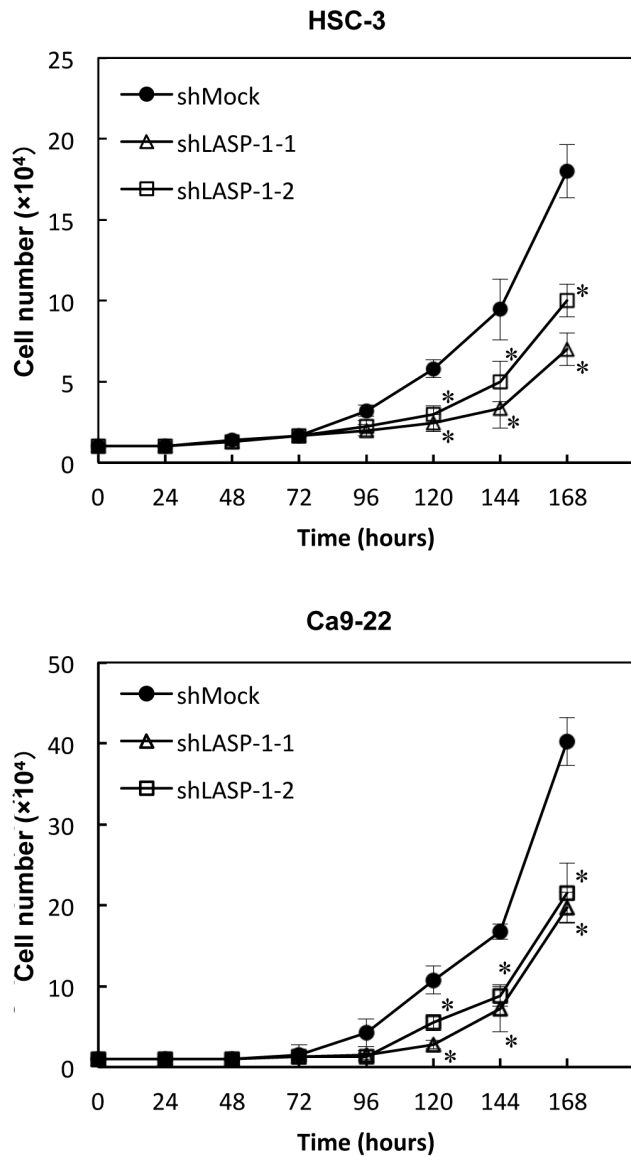 HSC-3
25
20
15
10
5
0
Cell number (×10⁴)
shMock
shLASP-1-1
shLASP-1-2
*
*
*
*
*
*
0 24 48 72 96 120 144 168
Time (hours)
Ca9-22
50
40
30
20
10
0
Cell number (×10⁴)
shMock
shLASP-1-1
shLASP-1-2
*
*
*
*
*
*
0 24 48 72 96 120 144 168
Time (hours)